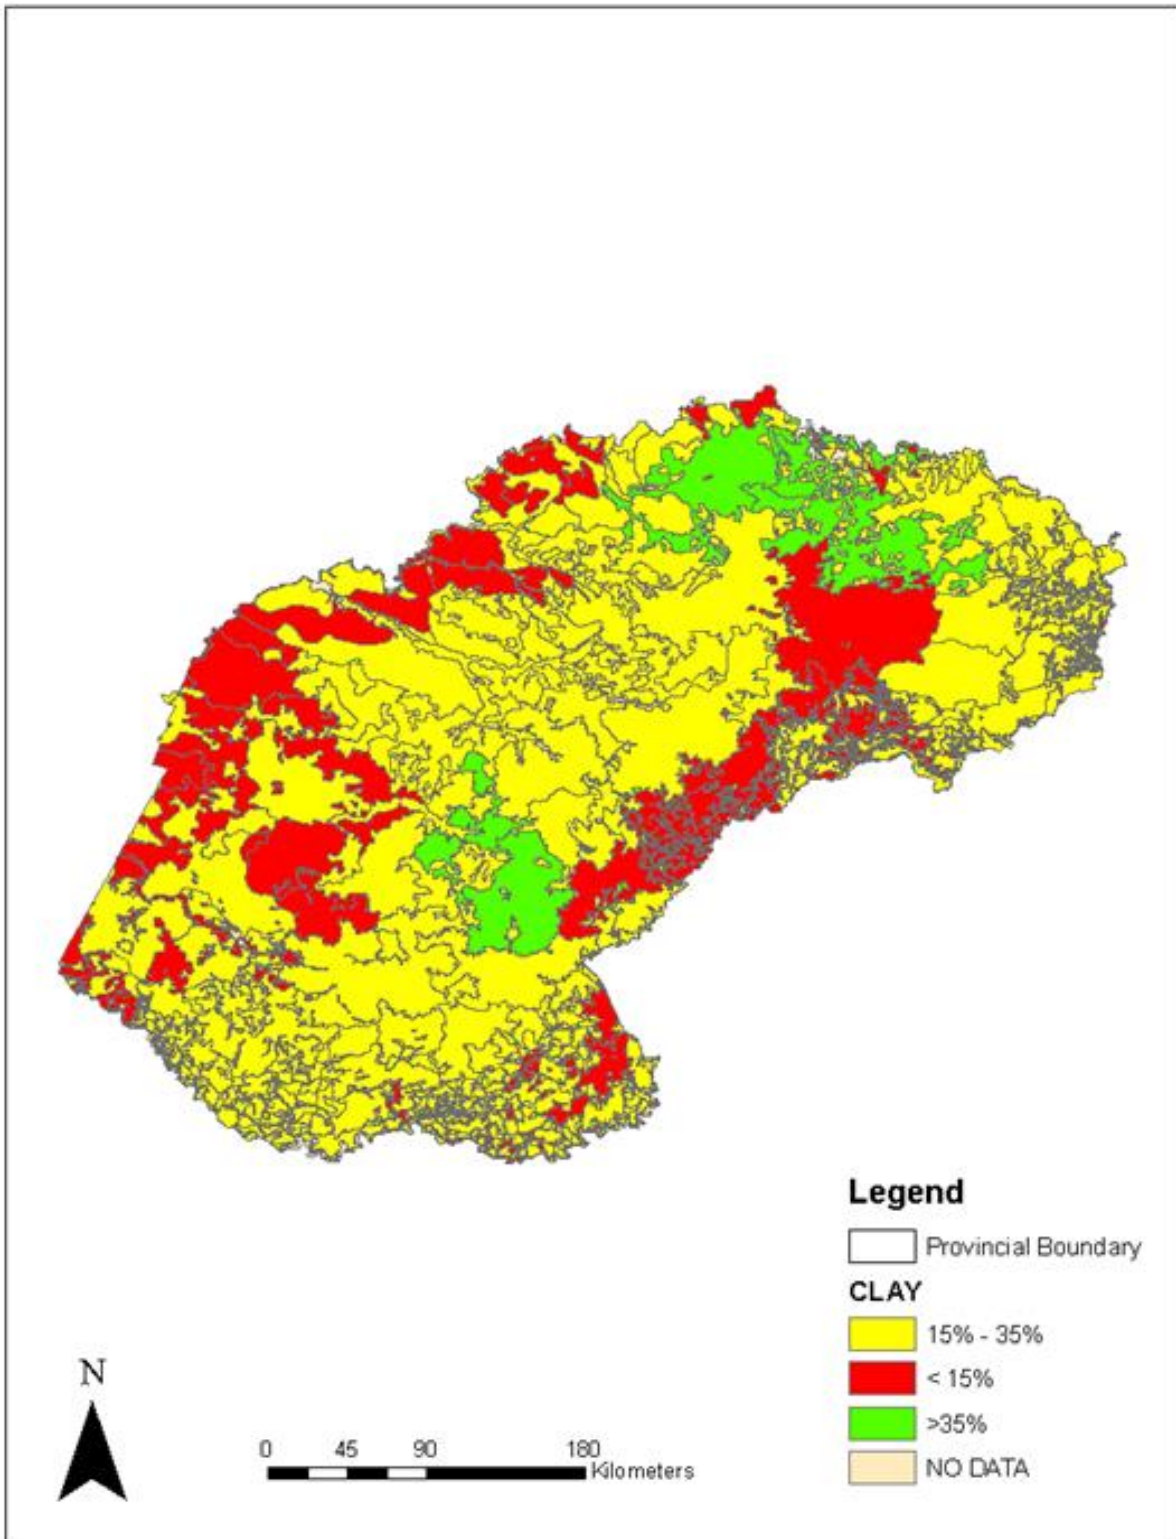 Legend
Provincial Boundary
CLAY
15% - 35%
< 15%
>35%
NO DATA
N
0 45 90 180
Kilometers